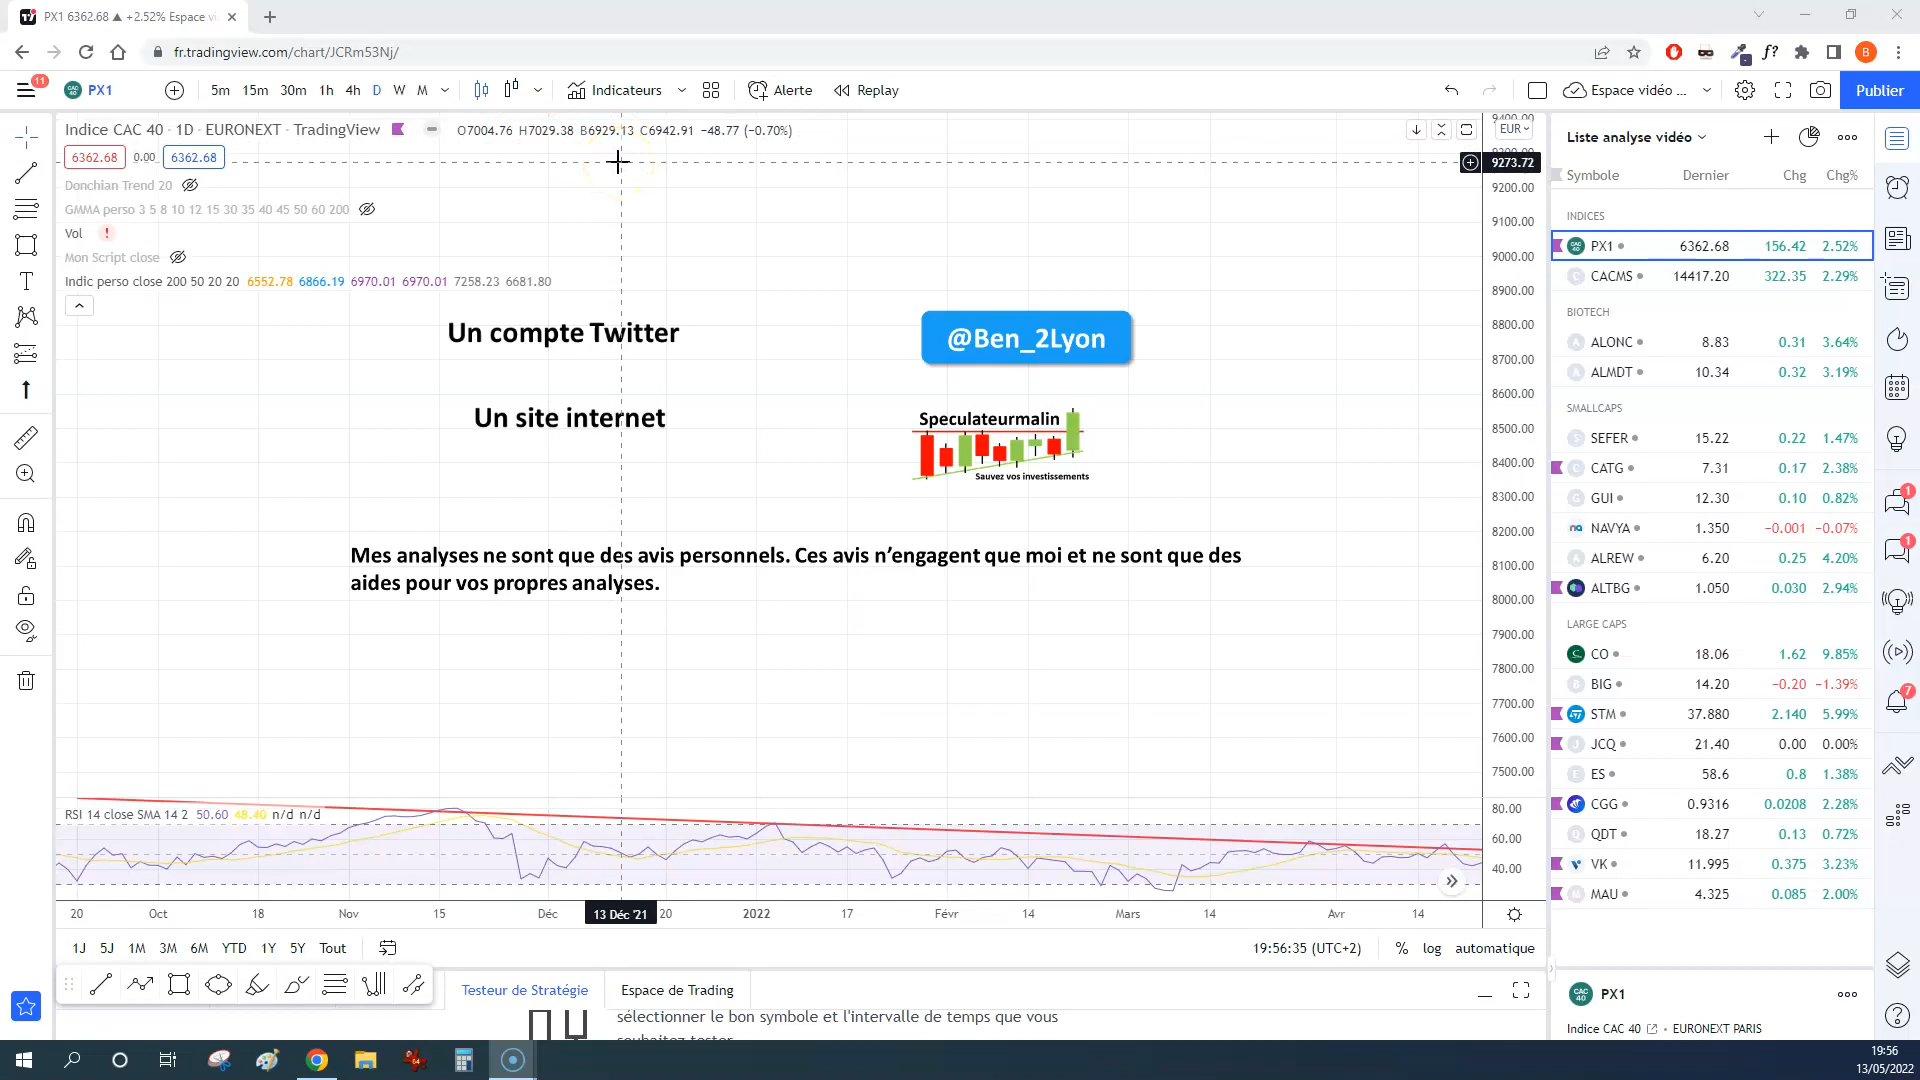 PX1 6362.68 ▲ +2.52% Espace vi
fr.tradingview.com/chart/JCRm53Nj/
f?
B
11
PX1
5m 15m 30m 1h 4h D W M
Indicateurs
Alerte
Replay
Espace vidéo ...
Publier
Indice CAC 40 · 1D · EURONEXT · TradingView
O7004.76 H7029.38 B6929.13 C6942.91 −48.77 (−0.70%)
EUR
6362.68 0.00 6362.68
Donchian Trend 20
GMMA perso 3 5 8 10 12 15 30 35 40 45 50 60 200
Vol !
Mon Script close
Indic perso close 200 50 20 20 6552.78 6866.19 6970.01 6970.01 7258.23 6681.80
Un compte Twitter
@Ben_2Lyon
Un site internet
Speculateurmalin
Sauvez vos investissements
Mes analyses ne sont que des avis personnels. Ces avis n’engagent que moi et ne sont que des
aides pour vos propres analyses.
9400.00
9273.72
9200.00
9100.00
9000.00
8900.00
8800.00
8700.00
8600.00
8500.00
8400.00
8300.00
8200.00
8100.00
8000.00
7900.00
7800.00
7700.00
7600.00
7500.00
RSI 14 close SMA 14 2 50.60 48.40 n/d n/d
80.00
60.00
40.00
20 Oct 18 Nov 15 Déc 13 Déc '21 20 2022 17 Févr 14 Mars 14 Avr 14
1J 5J 1M 3M 6M YTD 1Y 5Y Tout
19:56:35 (UTC+2) % log automatique
Testeur de Stratégie
Espace de Trading
sélectionner le bon symbole et l'intervalle de temps que vous
souhaitez tester
Liste analyse vidéo
Symbole Dernier Chg Chg%
INDICES
PX1 6362.68 156.42 2.52%
CACMS 14417.20 322.35 2.29%
BIOTECH
ALONC 8.83 0.31 3.64%
ALMDT 10.34 0.32 3.19%
SMALLCAPS
SEFER 15.22 0.22 1.47%
CATG 7.31 0.17 2.38%
GUI 12.30 0.10 0.82%
NAVYA 1.350 −0.001 −0.07%
ALREW 6.20 0.25 4.20%
ALTBG 1.050 0.030 2.94%
LARGE CAPS
CO 18.06 1.62 9.85%
BIG 14.20 −0.20 −1.39%
STM 37.880 2.140 5.99%
JCQ 21.40 0.00 0.00%
ES 58.6 0.8 1.38%
CGG 0.9316 0.0208 2.28%
QDT 18.27 0.13 0.72%
VK 11.995 0.375 3.23%
MAU 4.325 0.085 2.00%
1
1
7
PX1
Indice CAC 40 • EURONEXT PARIS
19:56
13/05/2022